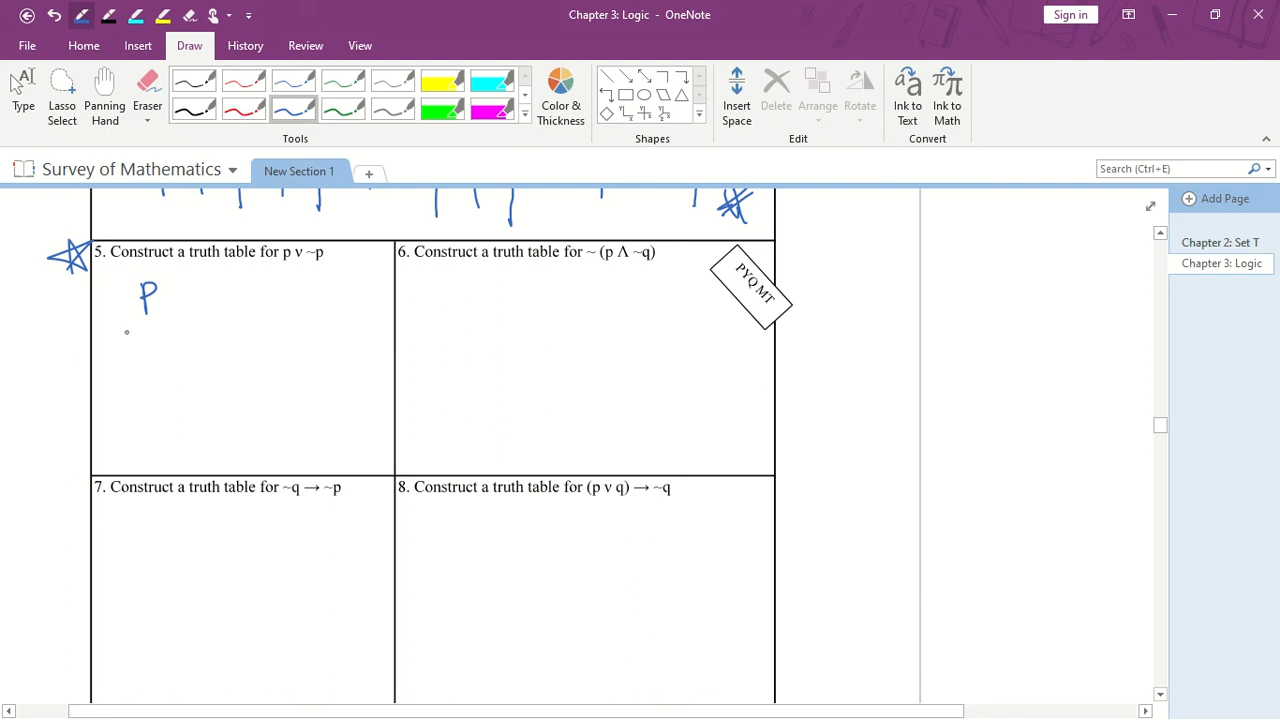 Chapter 3: Logic - OneNote
Sign in
File Home Insert Draw History Review View
Type
Lasso Select
Panning Hand
Eraser
Color & Thickness
Insert Space
Delete
Arrange
Rotate
Ink to Text
Ink to Math
Tools
Shapes
Edit
Convert
Survey of Mathematics
New Section 1
Search (Ctrl+E)
Add Page
Chapter 2: Set T
Chapter 3: Logic
5. Construct a truth table for p v ~p
6. Construct a truth table for ~ (p Λ ~q)
PYQ MT
P
7. Construct a truth table for ~q → ~p
8. Construct a truth table for (p v q) → ~q